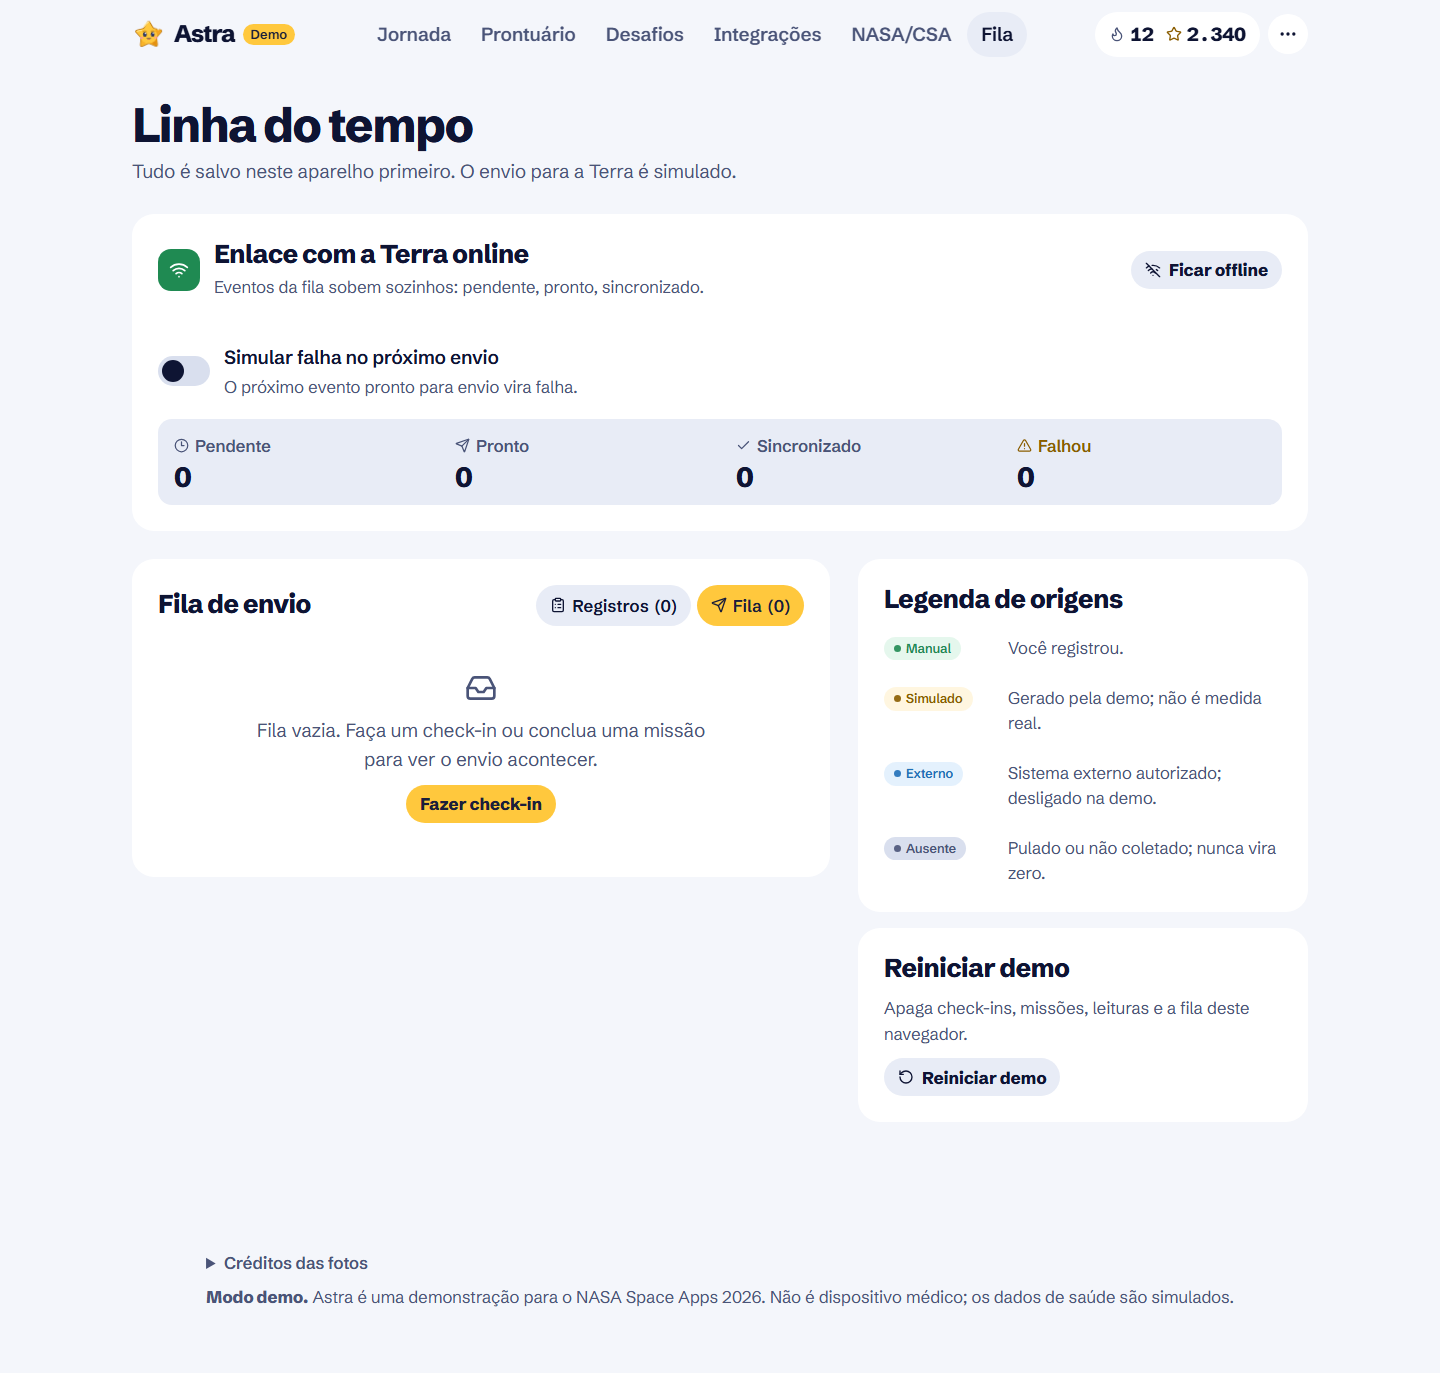 Astra Demo Jornada Prontuário Desafios Integrações NASA/CSA Fila 12 2.340
Linha do tempo
Tudo é salvo neste aparelho primeiro. O envio para a Terra é simulado.
Enlace com a Terra online
Eventos da fila sobem sozinhos: pendente, pronto, sincronizado.
Ficar offline
Simular falha no próximo envio
O próximo evento pronto para envio vira falha.
Pendente Pronto Sincronizado Falhou
0 0 0 0
Fila de envio
Registros (0) Fila (0)
Fila vazia. Faça um check-in ou conclua uma missão
para ver o envio acontecer.
Fazer check-in
Legenda de origens
Manual Você registrou.
Simulado Gerado pela demo; não é medida
real.
Externo Sistema externo autorizado;
desligado na demo.
Ausente Pulado ou não coletado; nunca vira
zero.
Reiniciar demo
Apaga check-ins, missões, leituras e a fila deste
navegador.
Reiniciar demo
Créditos das fotos
Modo demo. Astra é uma demonstração para o NASA Space Apps 2026. Não é dispositivo médico; os dados de saúde são simulados.